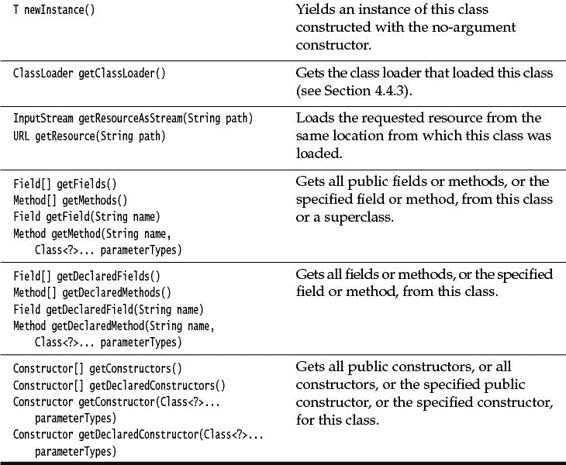 T newInstance()
Yields an instance of this class
constructed with the no-argument
constructor.
ClassLoader getClassLoader()
Gets the class loader that loaded this class
(see Section 4.4.3).
InputStream getResourceAsStream(String path)
URL getResource(String path)
Loads the requested resource from the
same location from which this class was
loaded.
Field[] getFields()
Method[] getMethods()
Field getField(String name)
Method getMethod(String name,
Class<?>... parameterTypes)
Gets all public fields or methods, or the
specified field or method, from this class
or a superclass.
Field[] getDeclaredFields()
Method[] getDeclaredMethods()
Field getDeclaredField(String name)
Method getDeclaredMethod(String name,
Class<?>... parameterTypes)
Gets all fields or methods, or the specified
field or method, from this class.
Constructor[] getConstructors()
Constructor[] getDeclaredConstructors()
Constructor getConstructor(Class<?>...
parameterTypes)
Constructor getDeclaredConstructor(Class<?>...
parameterTypes)
Gets all public constructors, or all
constructors, or the specified public
constructor, or the specified constructor,
for this class.